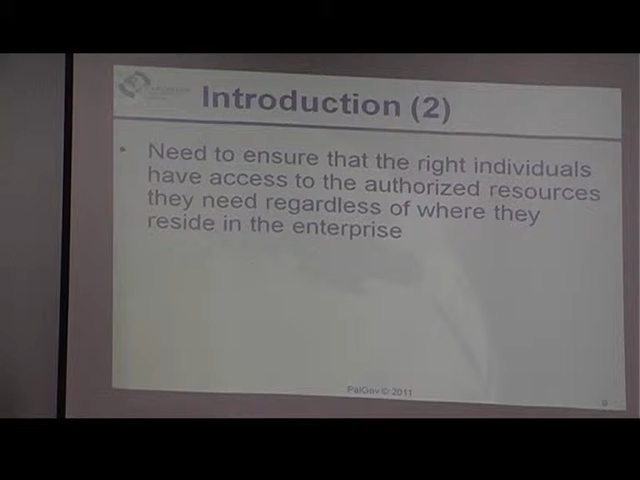 Introduction (2)
• Need to ensure that the right individuals
have access to the authorized resources
they need regardless of where they
reside in the enterprise
PalGov © 2011
9